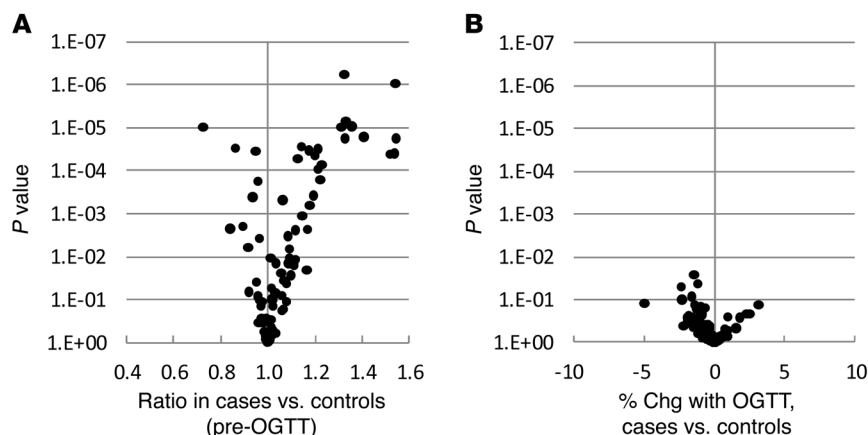 A
1.E-07
1.E-06
1.E-05
1.E-04
1.E-03
1.E-02
1.E-01
1.E+00
P value
0.4 0.6 0.8 1.0 1.2 1.4 1.6
Ratio in cases vs. controls
(pre-OGTT)
B
1.E-07
1.E-06
1.E-05
1.E-04
1.E-03
1.E-02
1.E-01
1.E+00
P value
-10 -5 0 5 10
% Chg with OGTT,
cases vs. controls